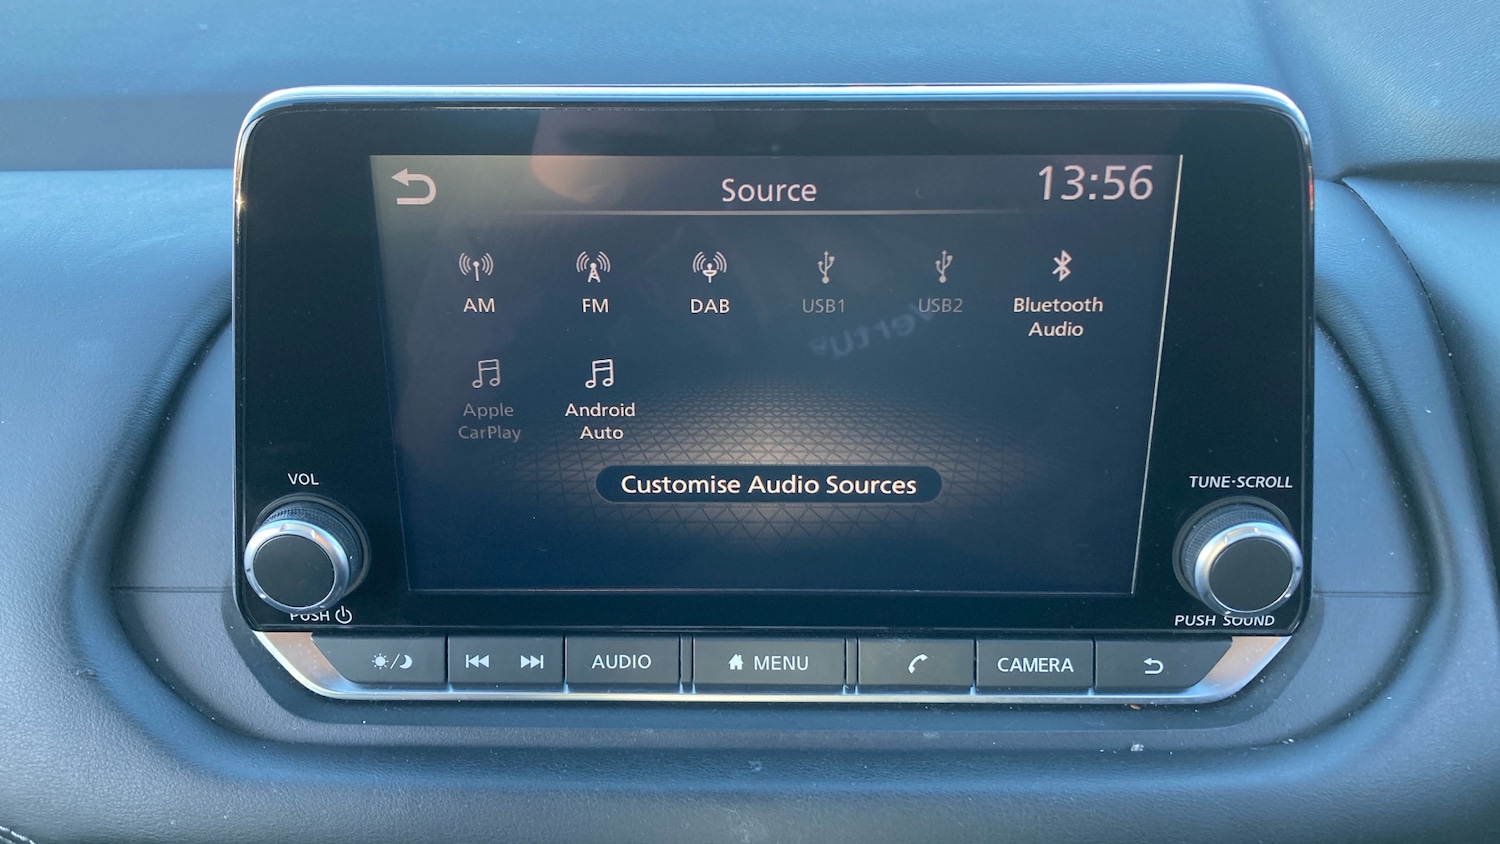 Source
13:56
AM
FM
DAB
USB1
USB2
Bluetooth
Audio
Apple
CarPlay
Android
Auto
Customise Audio Sources
VOL
PUSH
TUNE·SCROLL
PUSH SOUND
AUDIO
MENU
CAMERA